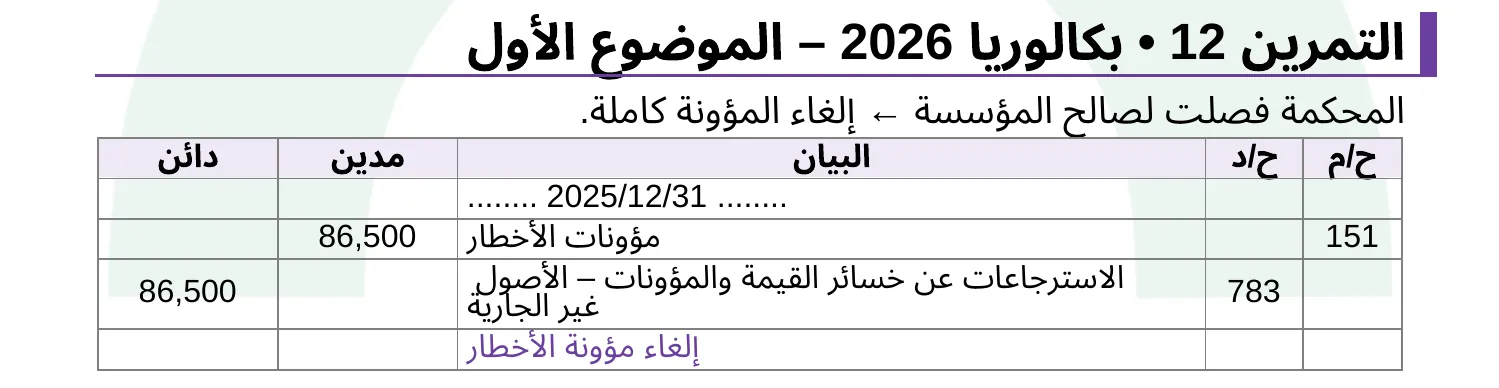 التمرين 12 • بكالوريا 2026 – الموضوع الأول
المحكمة فصلت لصالح المؤسسة ← إلغاء المؤونة كاملة.
ح/م ح/د البيان مدين دائن
........ 2025/12/31 ........
151 مؤونات الأخطار 86,500
783 الاسترجاعات عن خسائر القيمة والمؤونات – الأصول 86,500
غير الجارية
إلغاء مؤونة الأخطار